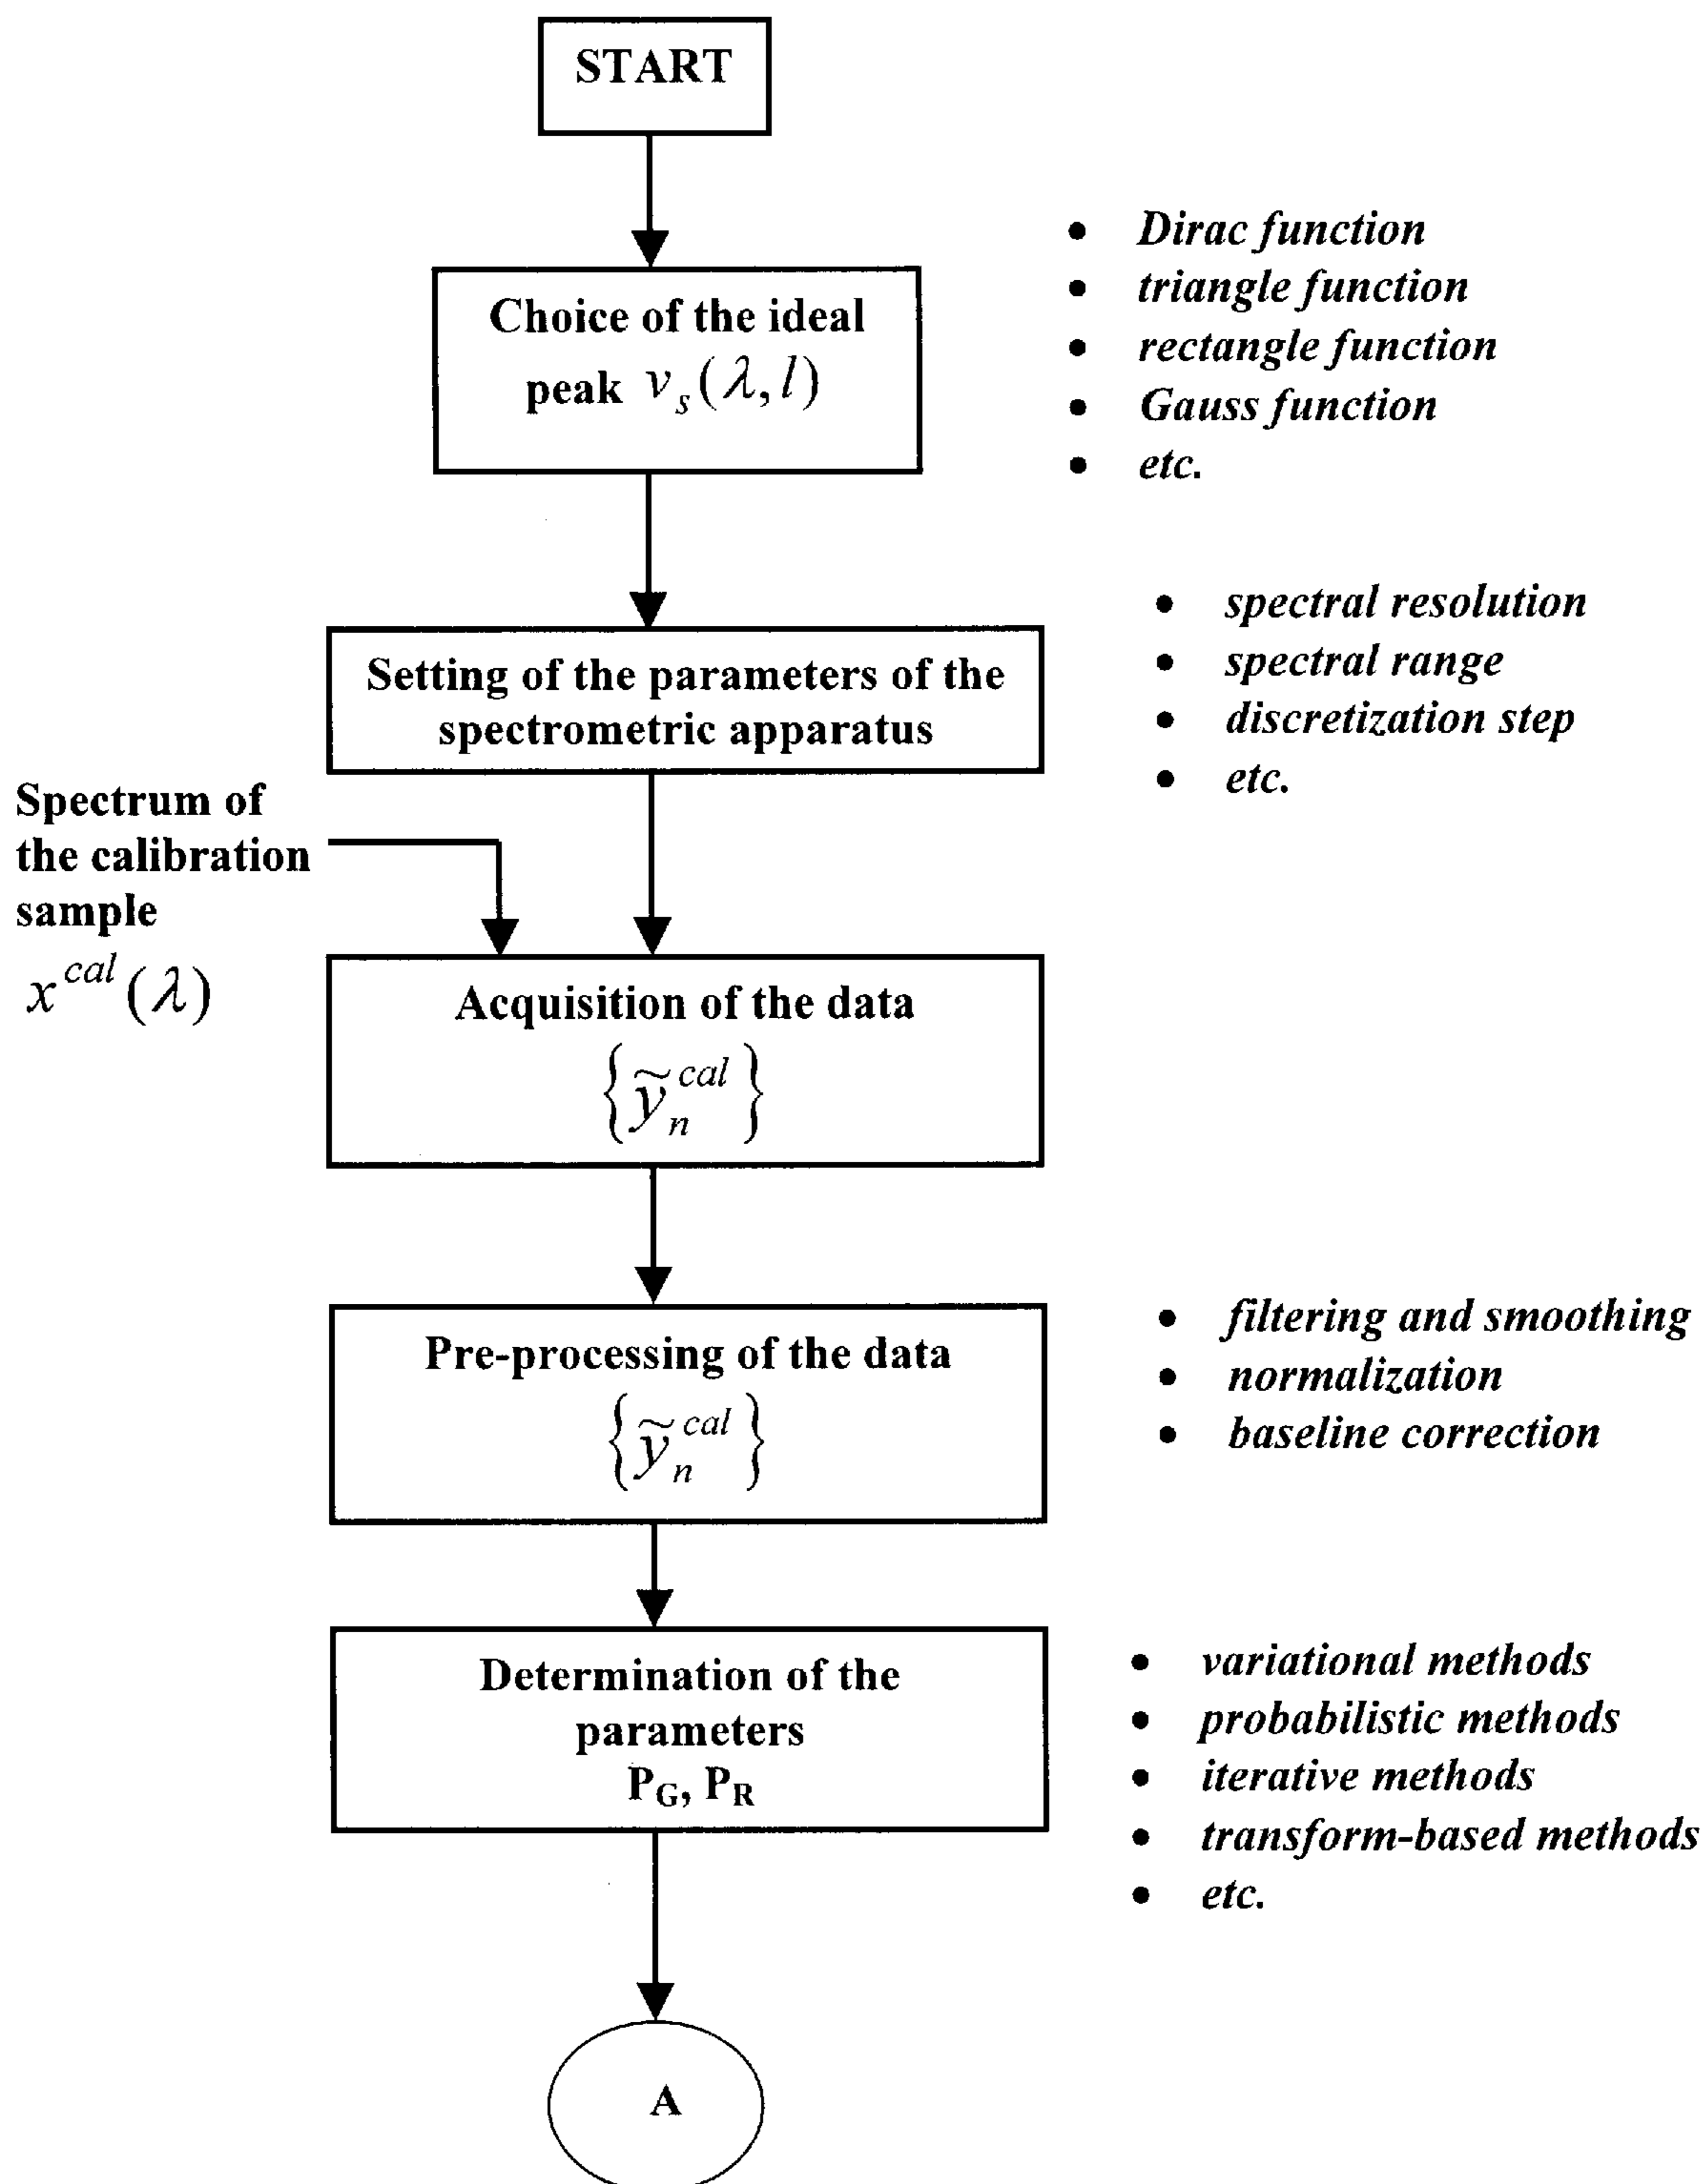 START
Choice of the ideal
peak v_s(λ, l)
• Dirac function
• triangle function
• rectangle function
• Gauss function
• etc.
Setting of the parameters of the
spectrometric apparatus
• spectral resolution
• spectral range
• discretization step
• etc.
Spectrum of
the calibration
sample
x^cal(λ)
Acquisition of the data
{ỹ_n^cal}
Pre-processing of the data
{ỹ_n^cal}
• filtering and smoothing
• normalization
• baseline correction
Determination of the
parameters
P_G, P_R
• variational methods
• probabilistic methods
• iterative methods
• transform-based methods
• etc.
A